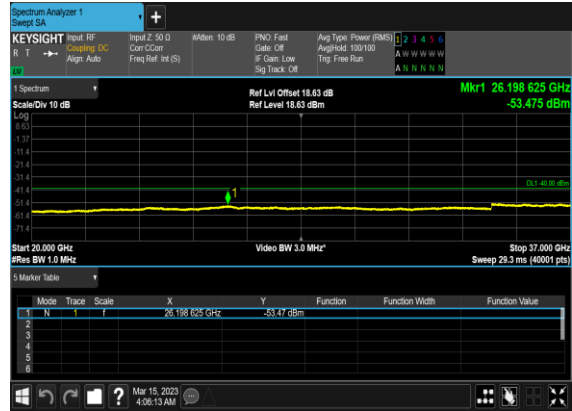 Spectrum Analyzer 1
Swept SA
+
KEYSIGHT Input: RF Input Z: 50 Ω #Atten: 10 dB PNO: Fast Avg Type: Power (RMS) 1 2 3 4 5 6
R T Coupling: DC Corr CCorr Gate: Off Avg|Hold: 100/100 A W W W W W
Align: Auto Freq Ref: Int (S) IF Gain: Low Trig: Free Run
Sig Track: Off A N N N N N
1 Spectrum Ref Lvl Offset 18.63 dB Mkr1 26.198 625 GHz
Scale/Div 10 dB Ref Level 18.63 dBm -53.475 dBm
Log
8.63
-1.37
-11.4
-21.4
-31.4
DL1 -40.00 dBm
-41.4
1
-51.4
-61.4
-71.4
Start 20.000 GHz Video BW 3.0 MHz* Stop 37.000 GHz
#Res BW 1.0 MHz Sweep 29.3 ms (40001 pts)
5 Marker Table
Mode Trace Scale X Y Function Function Width Function Value
1 N 1 f 26.198 625 GHz -53.47 dBm
2
3
4
5
6
? Mar 15, 2023
4:06:13 AM